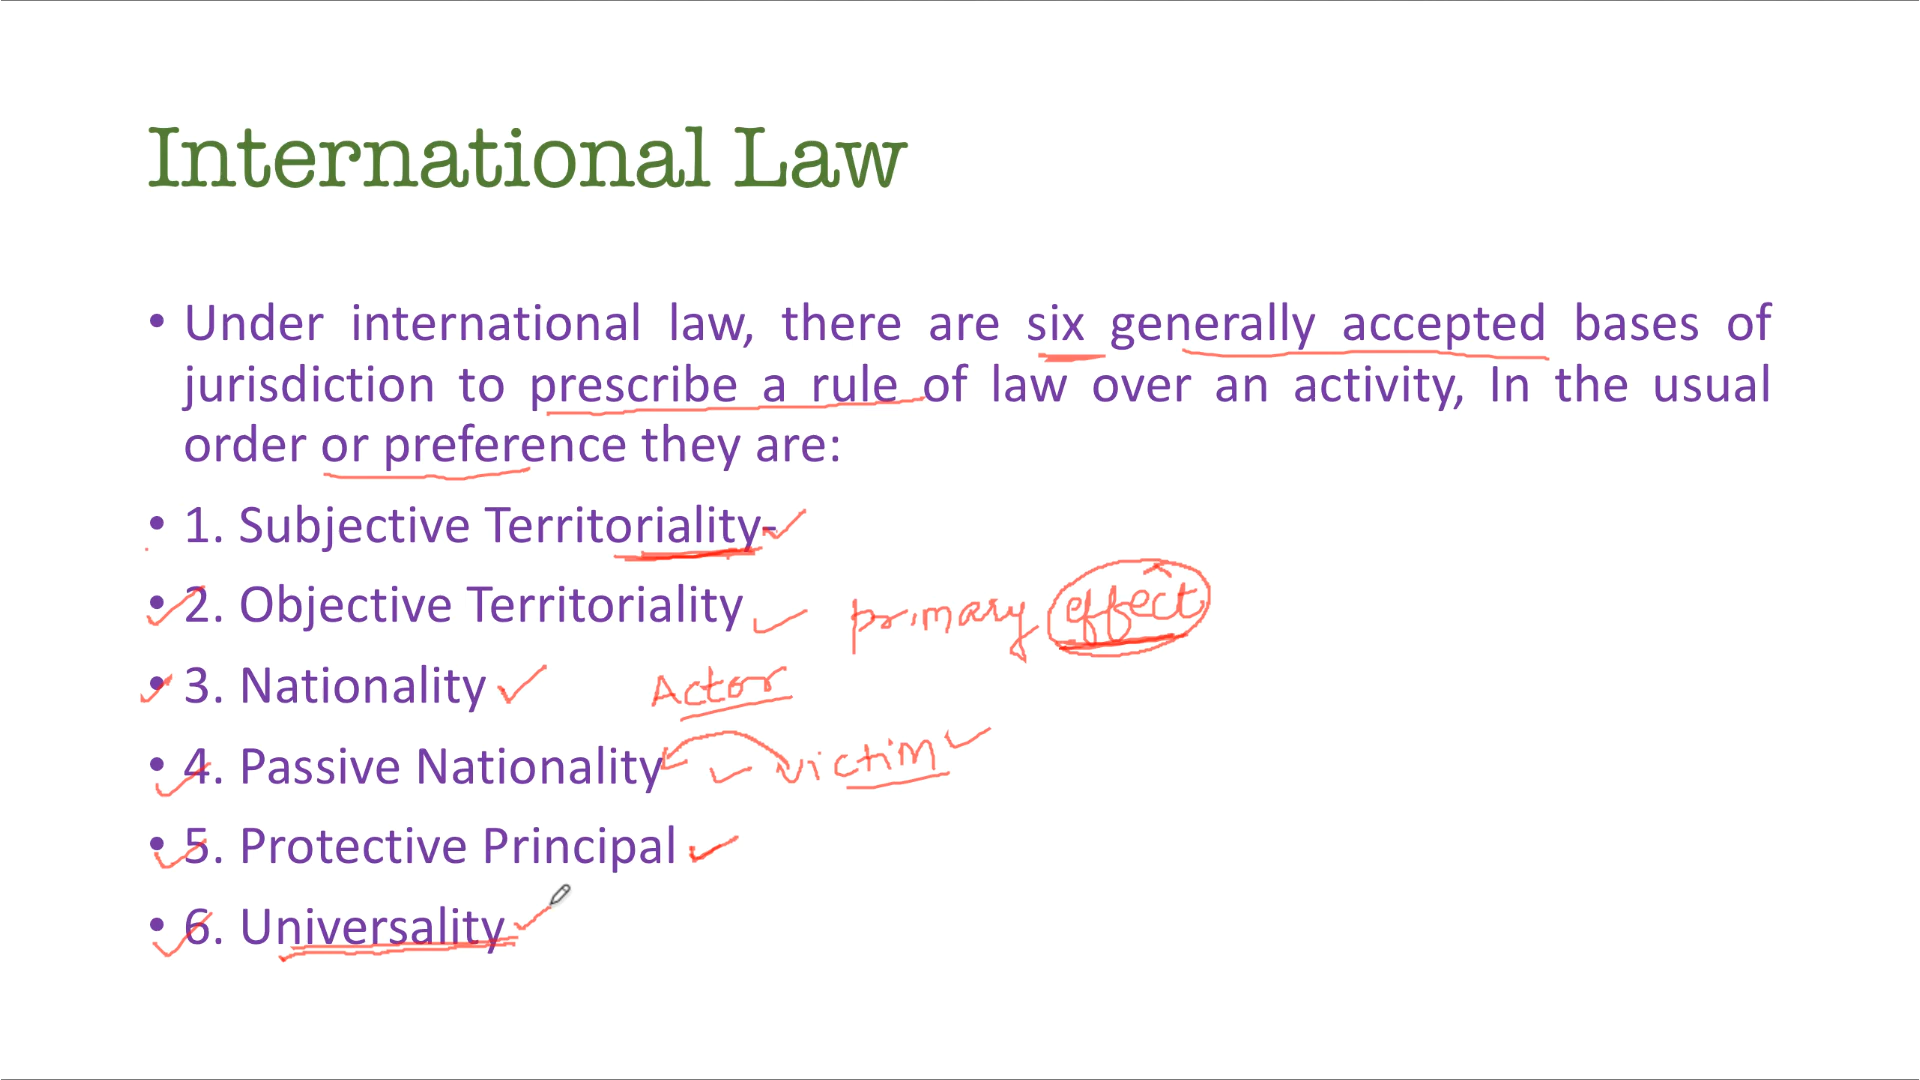 International Law
• Under international law, there are six generally accepted bases of
jurisdiction to prescribe a rule of law over an activity, In the usual
order or preference they are:
• 1. Subjective Territoriality-
• 2. Objective Territoriality primary effect
• 3. Nationality Actor
• 4. Passive Nationality victim
• 5. Protective Principal
• 6. Universality